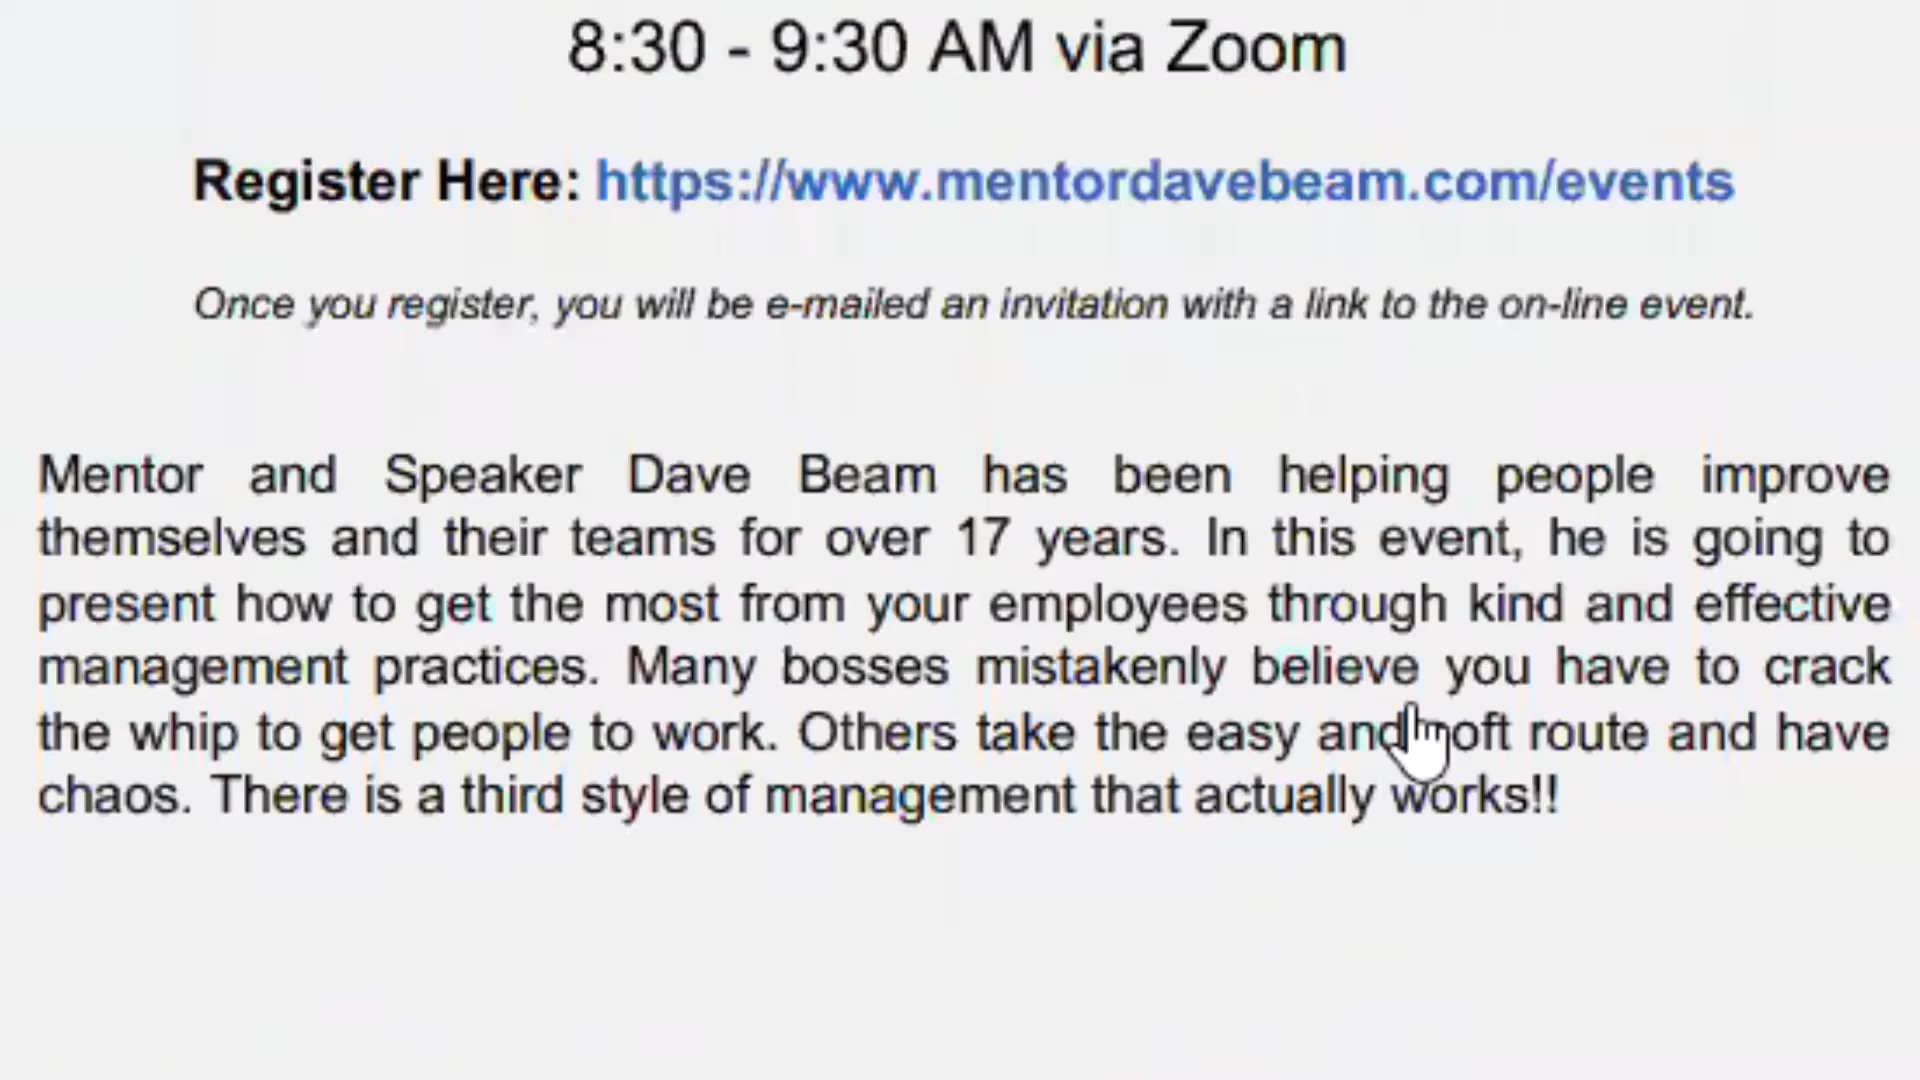 8:30 - 9:30 AM via Zoom
Register Here: https://www.mentordavebeam.com/events
Once you register, you will be e-mailed an invitation with a link to the on-line event.
Mentor and Speaker Dave Beam has been helping people improve
themselves and their teams for over 17 years. In this event, he is going to
present how to get the most from your employees through kind and effective
management practices. Many bosses mistakenly believe you have to crack
the whip to get people to work. Others take the easy and soft route and have
chaos. There is a third style of management that actually works!!